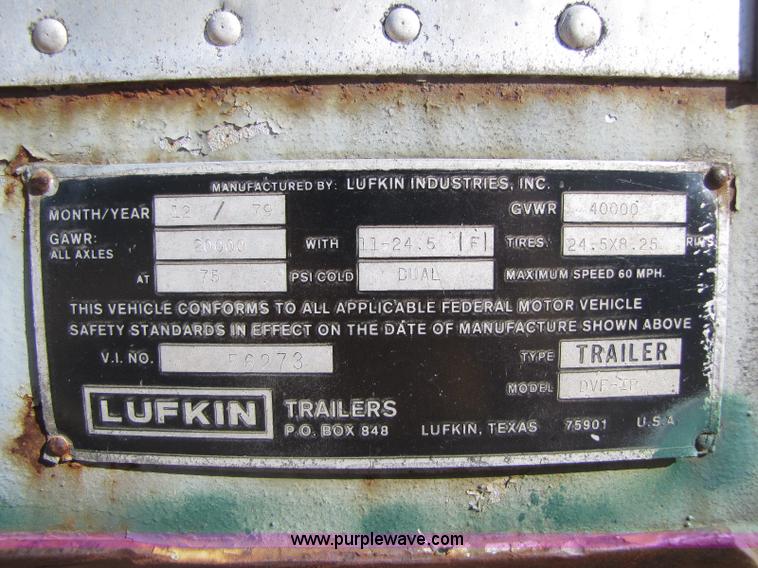 MANUFACTURED BY: LUFKIN INDUSTRIES, INC.
MONTH/YEAR 12 / 79 GVWR 40000
GAWR: ALL AXLES 20000 WITH 11-24.5 (F) TIRES. 24.5X8.25 RIMS
AT 75 PSI COLD DUAL MAXIMUM SPEED 60 MPH.
THIS VEHICLE CONFORMS TO ALL APPLICABLE FEDERAL MOTOR VEHICLE
SAFETY STANDARDS IN EFFECT ON THE DATE OF MANUFACTURE SHOWN ABOVE
V.I. NO. 56273 TYPE TRAILER
MODEL
LUFKIN TRAILERS
P.O. BOX 848 LUFKIN, TEXAS 75901 U.S.A
www.purplewave.com